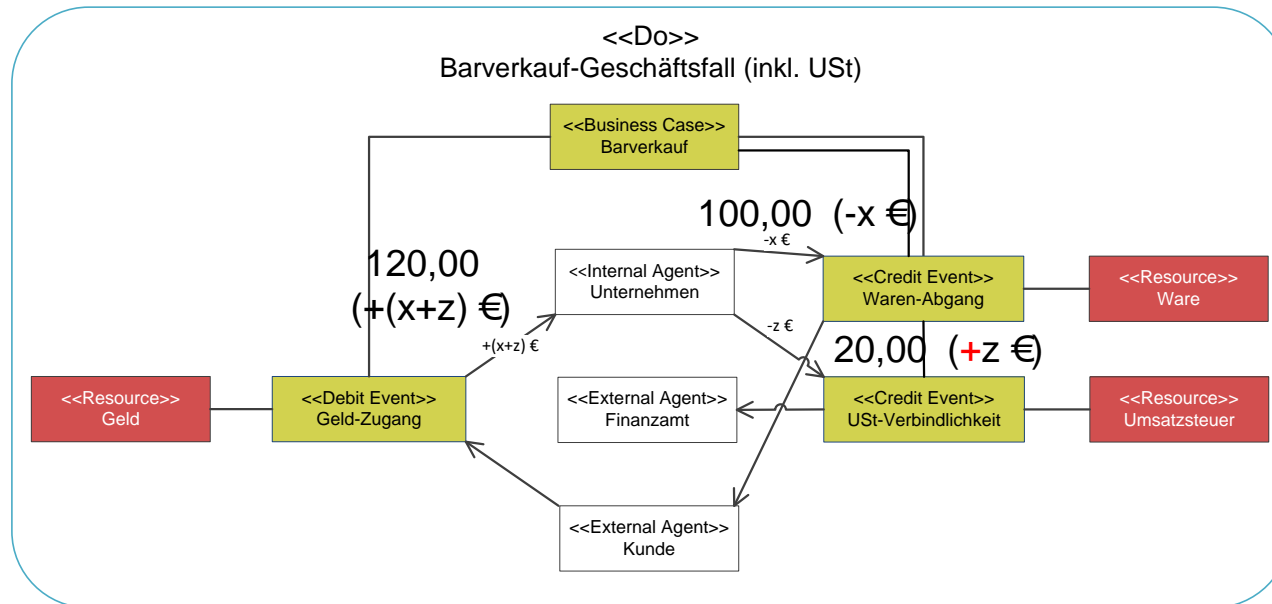 <<Do>>
Barverkauf-Geschäftsfall (inkl. USt)
<<Business Case>>
Barverkauf
100,00 (-x €)
-x €
120,00
(+(x+z) €)
+(x+z) €
<<Internal Agent>>
Unternehmen
<<Credit Event>>
Waren-Abgang
<<Resource>>
Ware
-z €
20,00 (+z €)
<<Resource>>
Geld
<<Debit Event>>
Geld-Zugang
<<External Agent>>
Finanzamt
<<Credit Event>>
USt-Verbindlichkeit
<<Resource>>
Umsatzsteuer
<<External Agent>>
Kunde